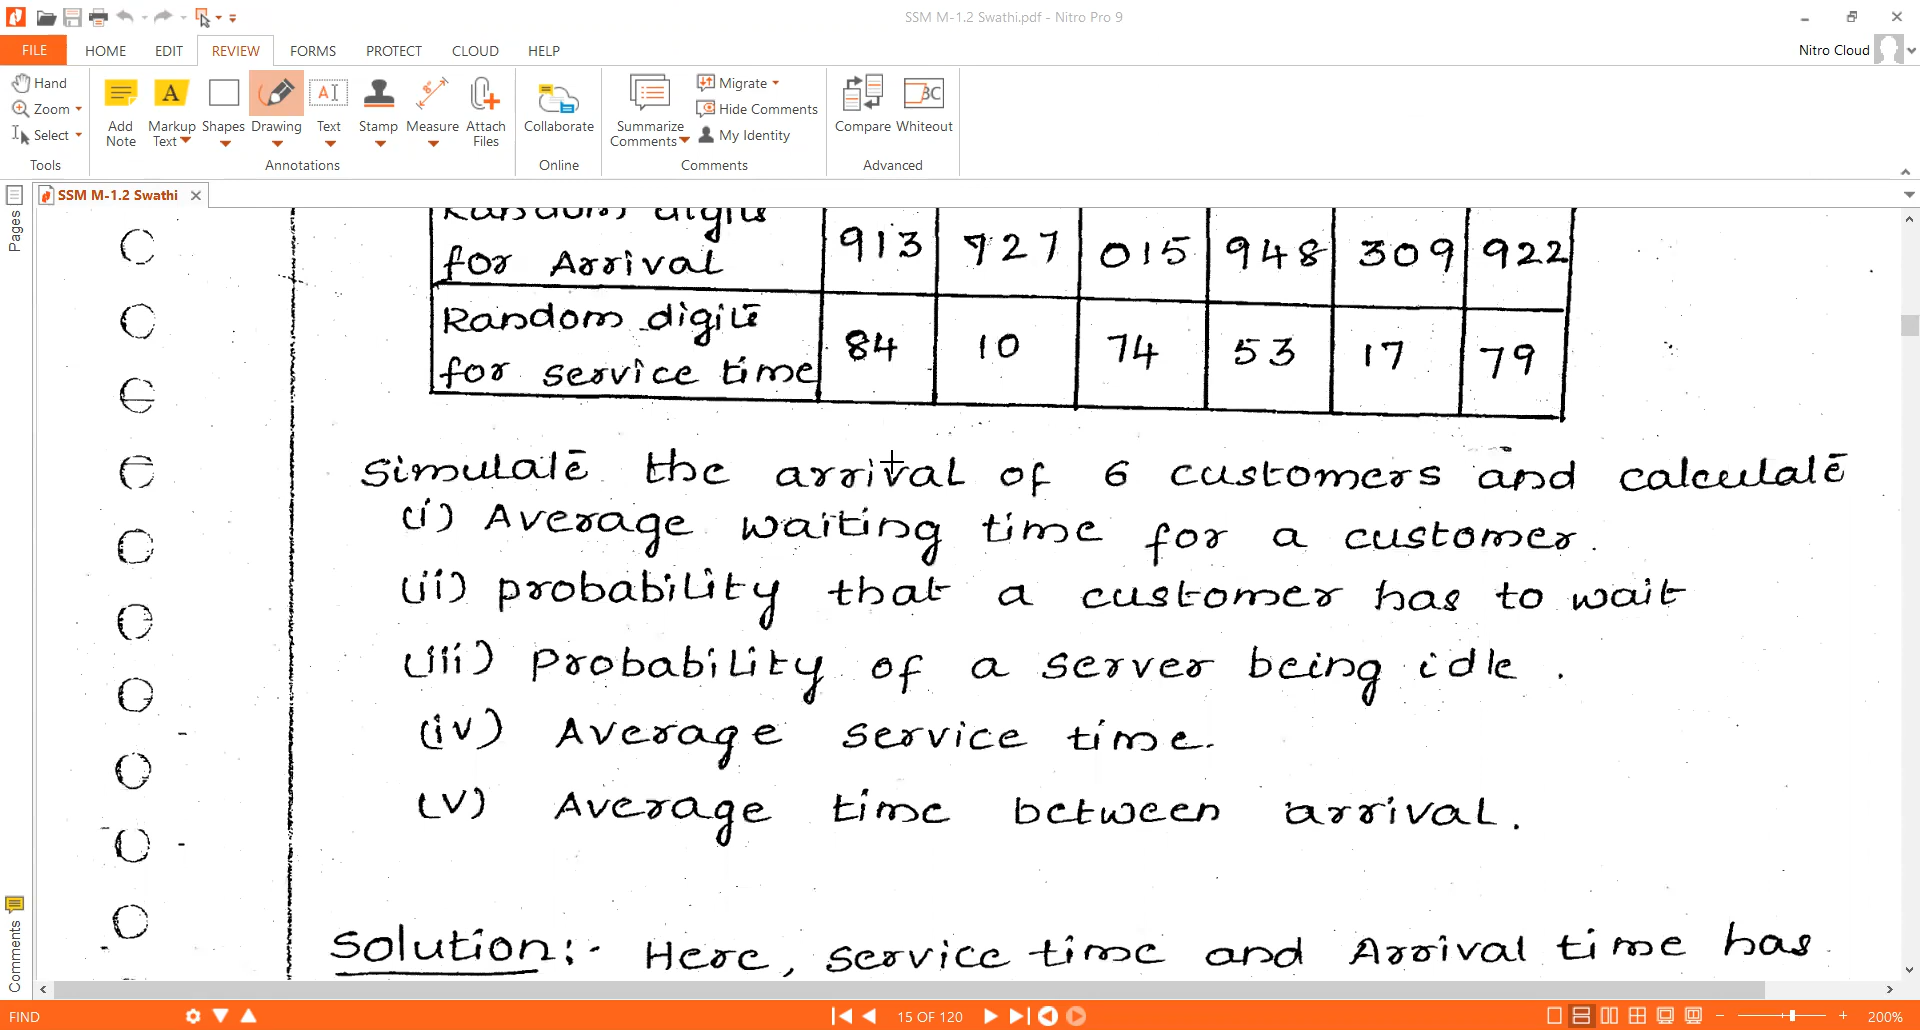 SSM M-1.2 Swathi.pdf - Nitro Pro 9
FILE HOME EDIT REVIEW FORMS PROTECT CLOUD HELP
Nitro Cloud
Hand
Zoom
Select
Tools
Add Note
Markup Text
Shapes
Drawing
Text
Stamp
Measure
Attach Files
Annotations
Collaborate
Online
Summarize Comments
Migrate
Hide Comments
My Identity
Comments
Compare
Whiteout
Advanced
Pages
SSM M-1.2 Swathi
Random digits
for Arrival 913 727 015 948 309 922
Random digits
for service time 84 10 74 53 17 79
Simulate the arrival of 6 customers and calculate
(i) Average waiting time for a customer.
(ii) probability that a customer has to wait
(iii) Probability of a server being idle.
(iv) Average service time.
(v) Average time between arrival.
Solution:- Here, service time and Arrival time has
Comments
FIND
15 OF 120
200%